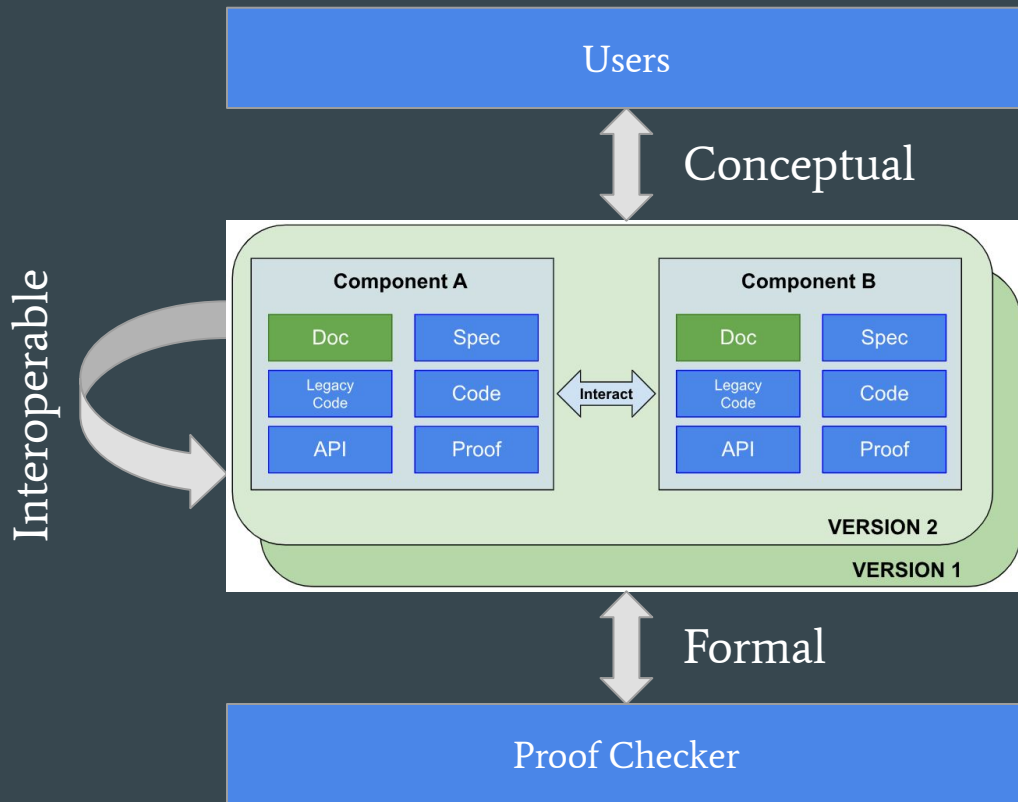 Users
Conceptual
Interoperable
Component A
Component B
Doc
Spec
Doc
Spec
Legacy
Code
Code
Interact
Legacy
Code
Code
API
Proof
API
Proof
VERSION 2
VERSION 1
Formal
Proof Checker